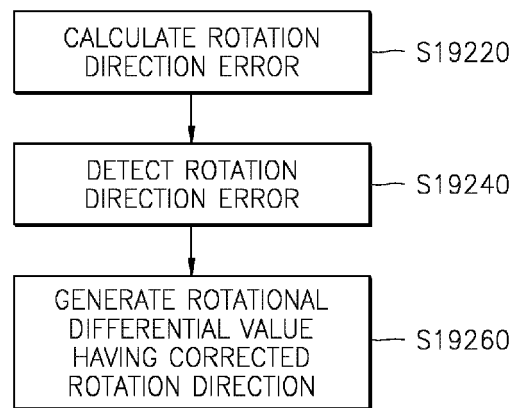 CALCULATE ROTATION
DIRECTION ERROR
S19220
DETECT ROTATION
DIRECTION ERROR
S19240
GENERATE ROTATIONAL
DIFFERENTIAL VALUE
HAVING CORRECTED
ROTATION DIRECTION
S19260